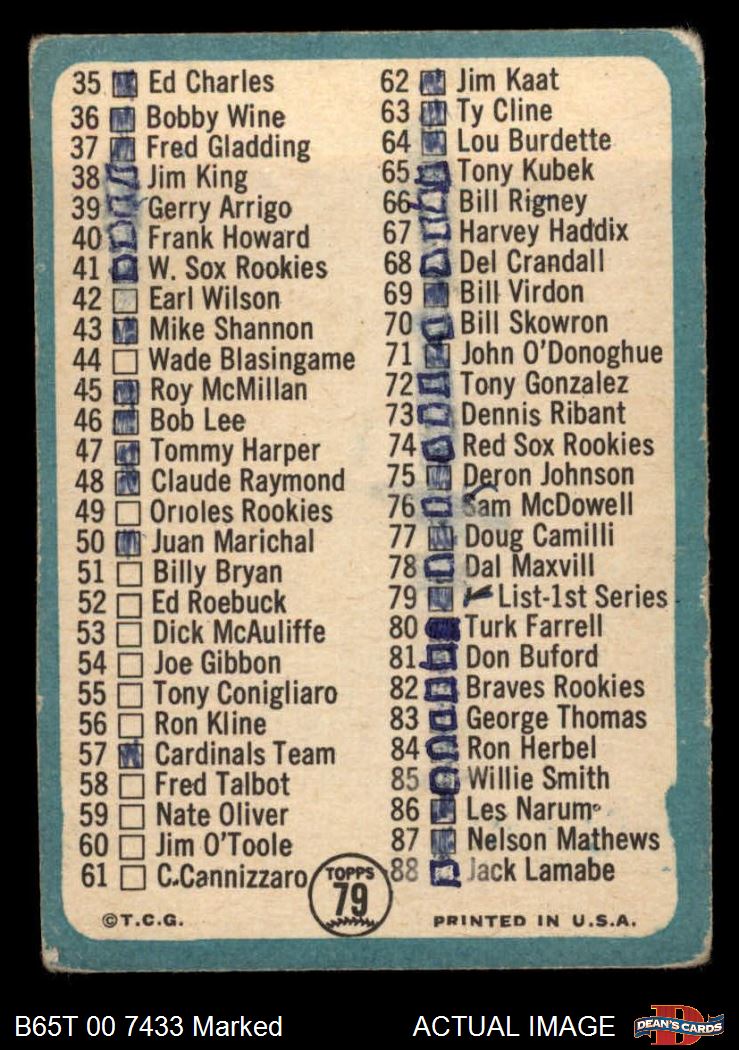 35 Ed Charles
36 Bobby Wine
37 Fred Gladding
38 Jim King
39 Gerry Arrigo
40 Frank Howard
41 W. Sox Rookies
42 Earl Wilson
43 Mike Shannon
44 Wade Blasingame
45 Roy McMillan
46 Bob Lee
47 Tommy Harper
48 Claude Raymond
49 Orioles Rookies
50 Juan Marichal
51 Billy Bryan
52 Ed Roebuck
53 Dick McAuliffe
54 Joe Gibbon
55 Tony Conigliaro
56 Ron Kline
57 Cardinals Team
58 Fred Talbot
59 Nate Oliver
60 Jim O'Toole
61 C. Cannizzaro
62 Jim Kaat
63 Ty Cline
64 Lou Burdette
65 Tony Kubek
66 Bill Rigney
67 Harvey Haddix
68 Del Crandall
69 Bill Virdon
70 Bill Skowron
71 John O'Donoghue
72 Tony Gonzalez
73 Dennis Ribant
74 Red Sox Rookies
75 Deron Johnson
76 Sam McDowell
77 Doug Camilli
78 Dal Maxvill
79 List-1st Series
80 Turk Farrell
81 Don Buford
82 Braves Rookies
83 George Thomas
84 Ron Herbel
85 Willie Smith
86 Les Narum
87 Nelson Mathews
88 Jack Lamabe
TOPPS
79
©T.C.G.
PRINTED IN U.S.A.
B65T 00 7433 Marked
ACTUAL IMAGE
D
DEAN'S CARDS